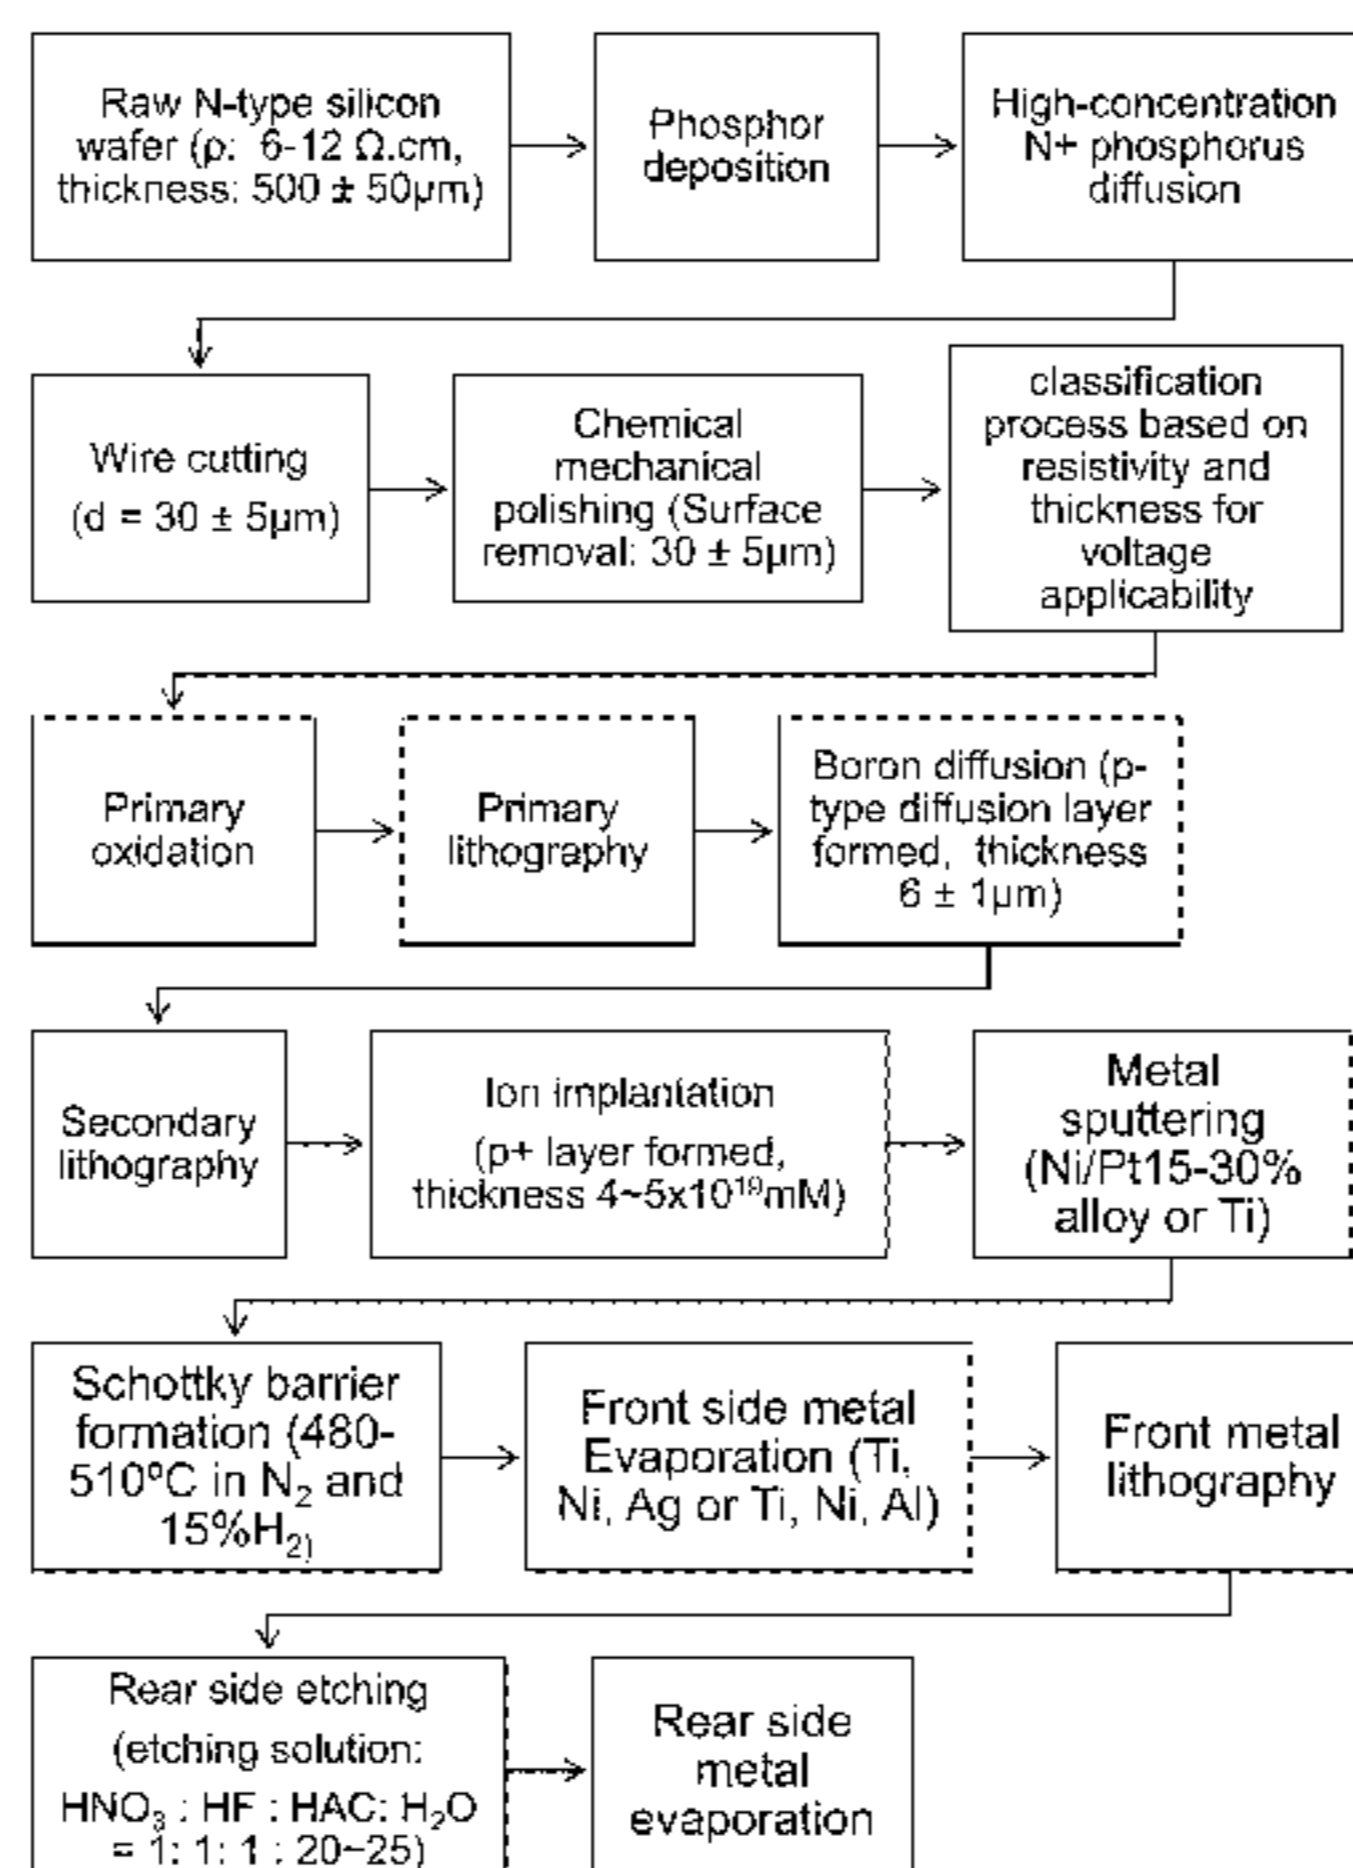 Raw N-type silicon
wafer (ρ: 6-12 Ω.cm,
thickness: 500 ± 50µm)
Phosphor
deposition
High-concentration
N+ phosphorus
diffusion
Wire cutting
(d = 30 ± 5µm)
Chemical
mechanical
polishing (Surface
removal: 30 ± 5µm)
classification
process based on
resistivity and
thickness for
voltage
applicability
Primary
oxidation
Primary
lithography
Boron diffusion (p-
type diffusion layer
formed, thickness
6 ± 1µm)
Secondary
lithography
Ion implantation
(p+ layer formed,
thickness 4~5x10¹⁹mM)
Metal
sputtering
(Ni/Pt15-30%
alloy or Ti)
Schottky barrier
formation (480-
510ºC in N₂ and
15%H₂)
Front side metal
Evaporation (Ti,
Ni, Ag or Ti, Ni, Al)
Front metal
lithography
Rear side etching
(etching solution:
HNO₃ : HF : HAC: H₂O
= 1: 1: 1 : 20~25)
Rear side
metal
evaporation